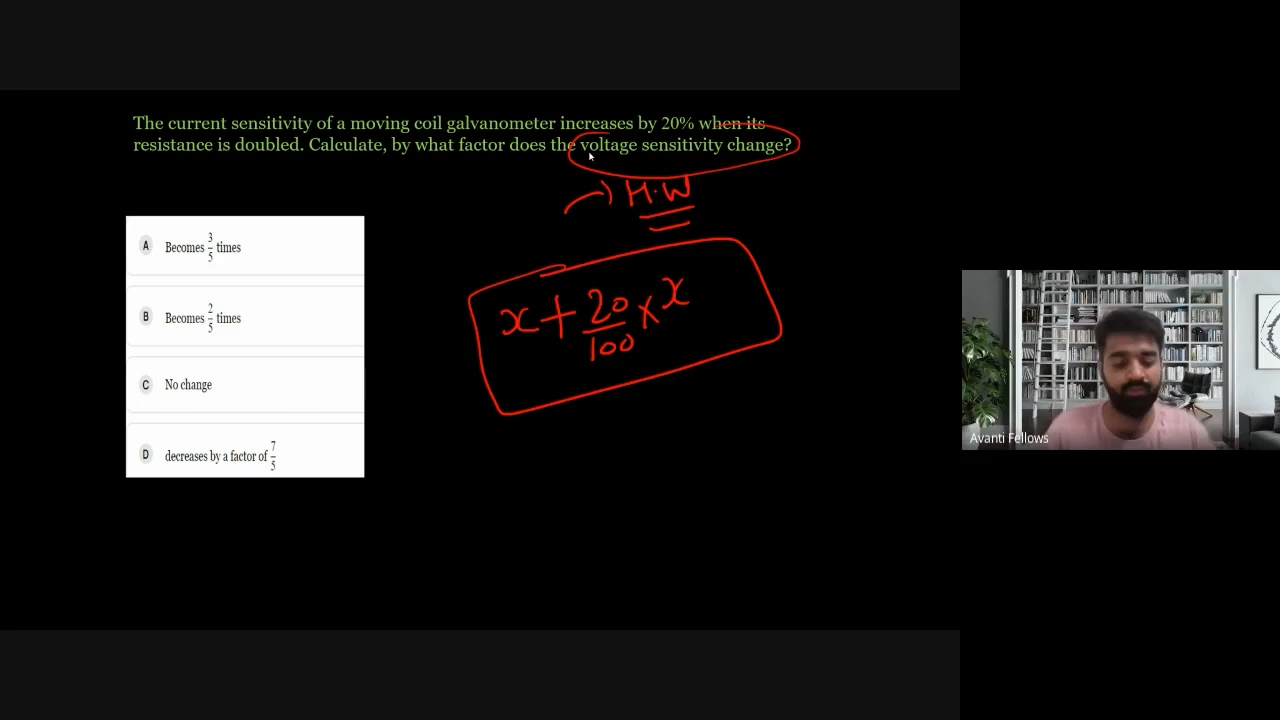 The current sensitivity of a moving coil galvanometer increases by 20% when its
resistance is doubled. Calculate, by what factor does the voltage sensitivity change?
H.W
x + 20/100 × x
A Becomes 3/5 times
B Becomes 2/5 times
C No change
D decreases by a factor of 7/5
Avanti Fellows